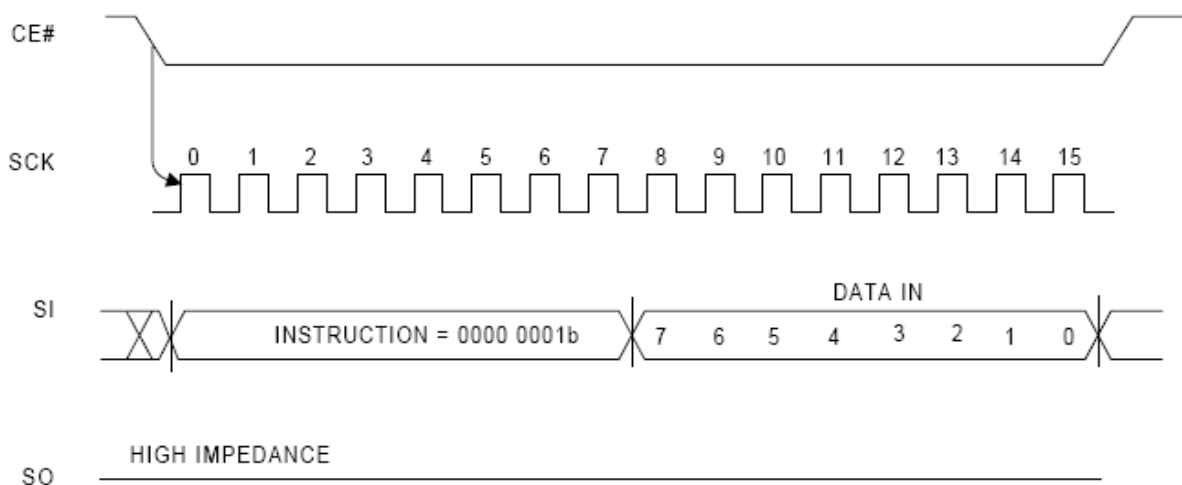 CE#
SCK 0 1 2 3 4 5 6 7 8 9 10 11 12 13 14 15
DATA IN
SI INSTRUCTION = 0000 0001b 7 6 5 4 3 2 1 0
HIGH IMPEDANCE
SO